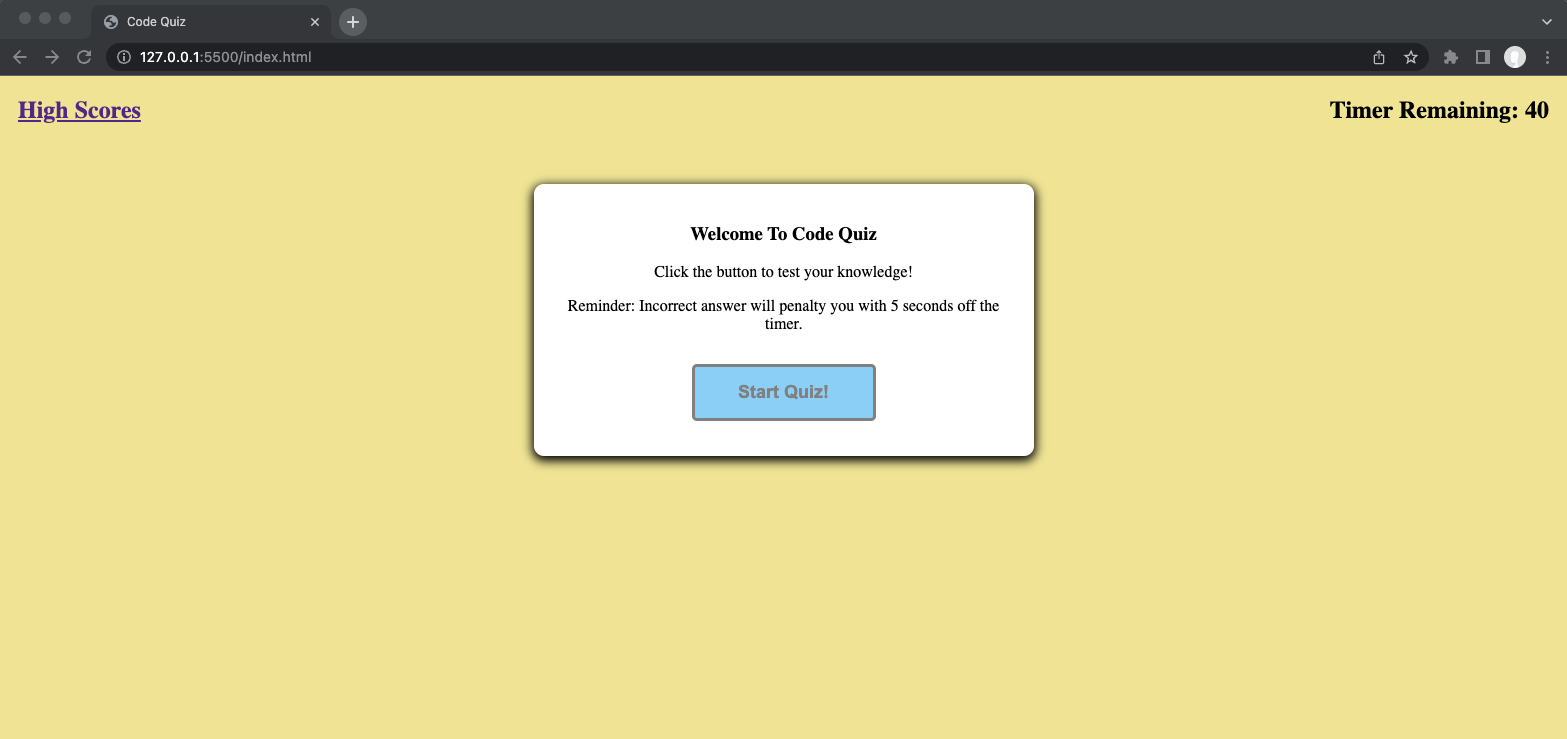 Code Quiz
127.0.0.1:5500/index.html
High Scores
Timer Remaining: 40
Welcome To Code Quiz
Click the button to test your knowledge!
Reminder: Incorrect answer will penalty you with 5 seconds off the
timer.
Start Quiz!